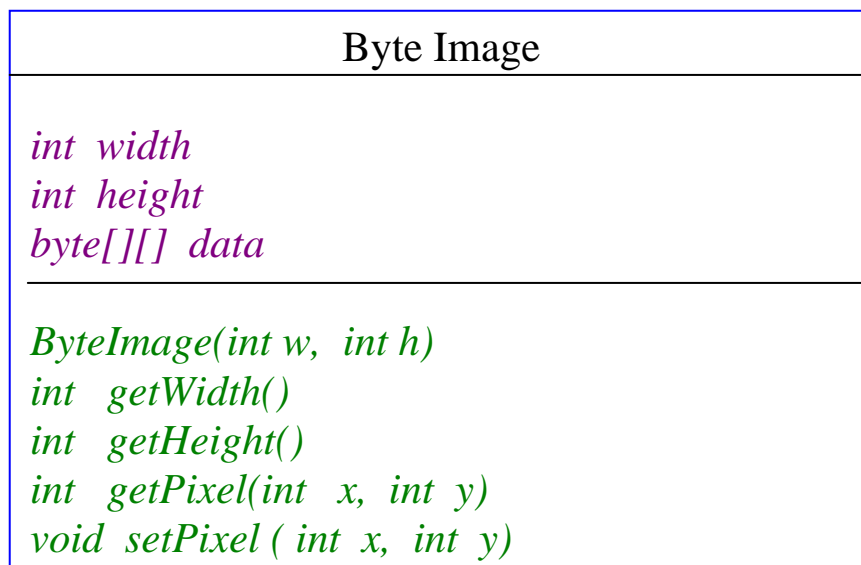 Byte Image
int width
int height
byte[][] data
ByteImage(int w, int h)
int getWidth()
int getHeight()
int getPixel(int x, int y)
void setPixel ( int x, int y)